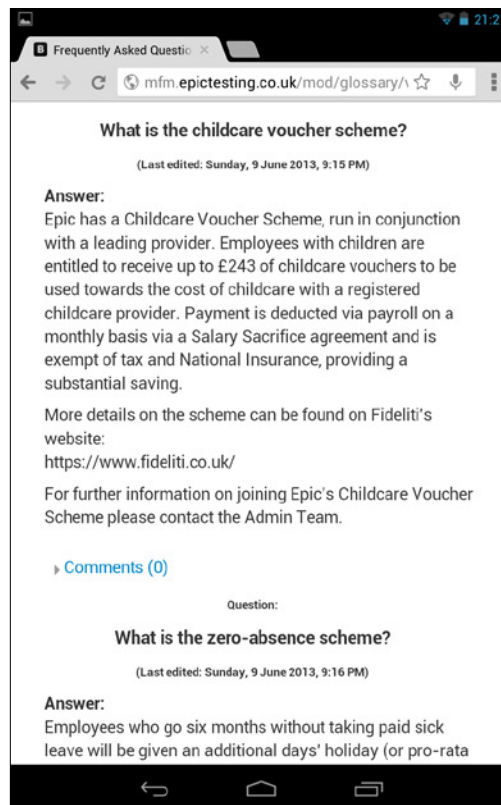 21:2
Frequently Asked Questio
mfm.epictesting.co.uk/mod/glossary/
What is the childcare voucher scheme?
(Last edited: Sunday, 9 June 2013, 9:15 PM)
Answer:
Epic has a Childcare Voucher Scheme, run in conjunction
with a leading provider. Employees with children are
entitled to receive up to £243 of childcare vouchers to be
used towards the cost of childcare with a registered
childcare provider. Payment is deducted via payroll on a
monthly basis via a Salary Sacrifice agreement and is
exempt of tax and National Insurance, providing a
substantial saving.
More details on the scheme can be found on Fideliti's
website:
https://www.fideliti.co.uk/
For further information on joining Epic's Childcare Voucher
Scheme please contact the Admin Team.
Comments (0)
Question:
What is the zero-absence scheme?
(Last edited: Sunday, 9 June 2013, 9:16 PM)
Answer:
Employees who go six months without taking paid sick
leave will be given an additional days' holiday (or pro-rata